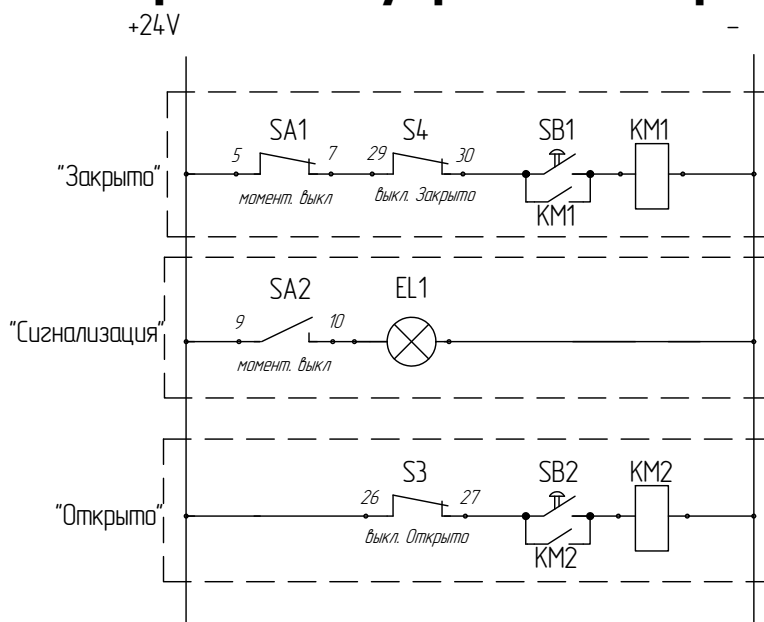 +24V –
SA1 S4 SB1 KM1
5 7 29 30
"Закрыто"
момент. выкл выкл. Закрыто
KM1
SA2 EL1
9 10
"Сигнализация"
момент. выкл
S3 SB2 KM2
26 27
"Открыто"
выкл. Открыто
KM2